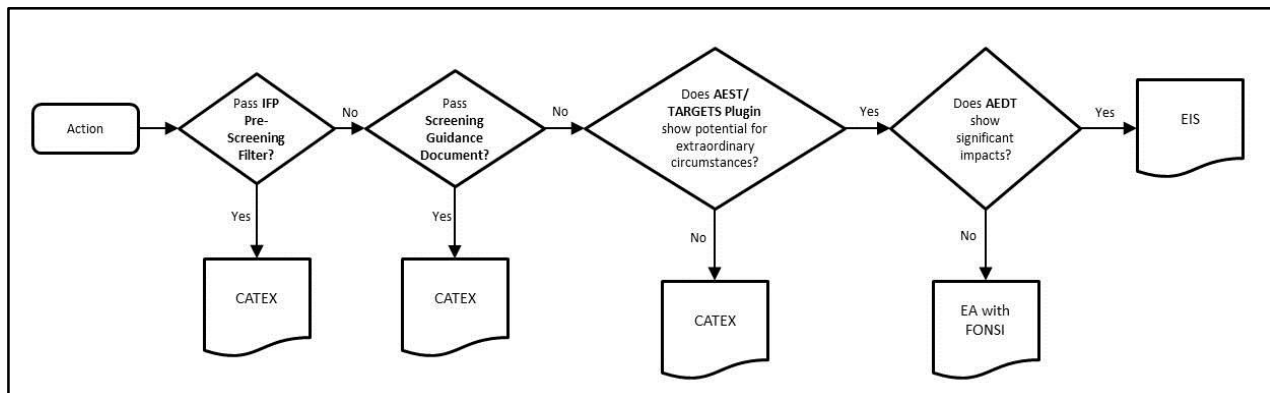 Action
Pass IFP
Pre-
Screening
Filter?
No
Pass
Screening
Guidance
Document?
No
Does AEST/
TARGETS Plugin
show potential for
extraordinary
circumstances?
Yes
Does AEDT
show
significant
impacts?
Yes
EIS
Yes
Yes
No
No
CATEX
CATEX
CATEX
EA with
FONSI